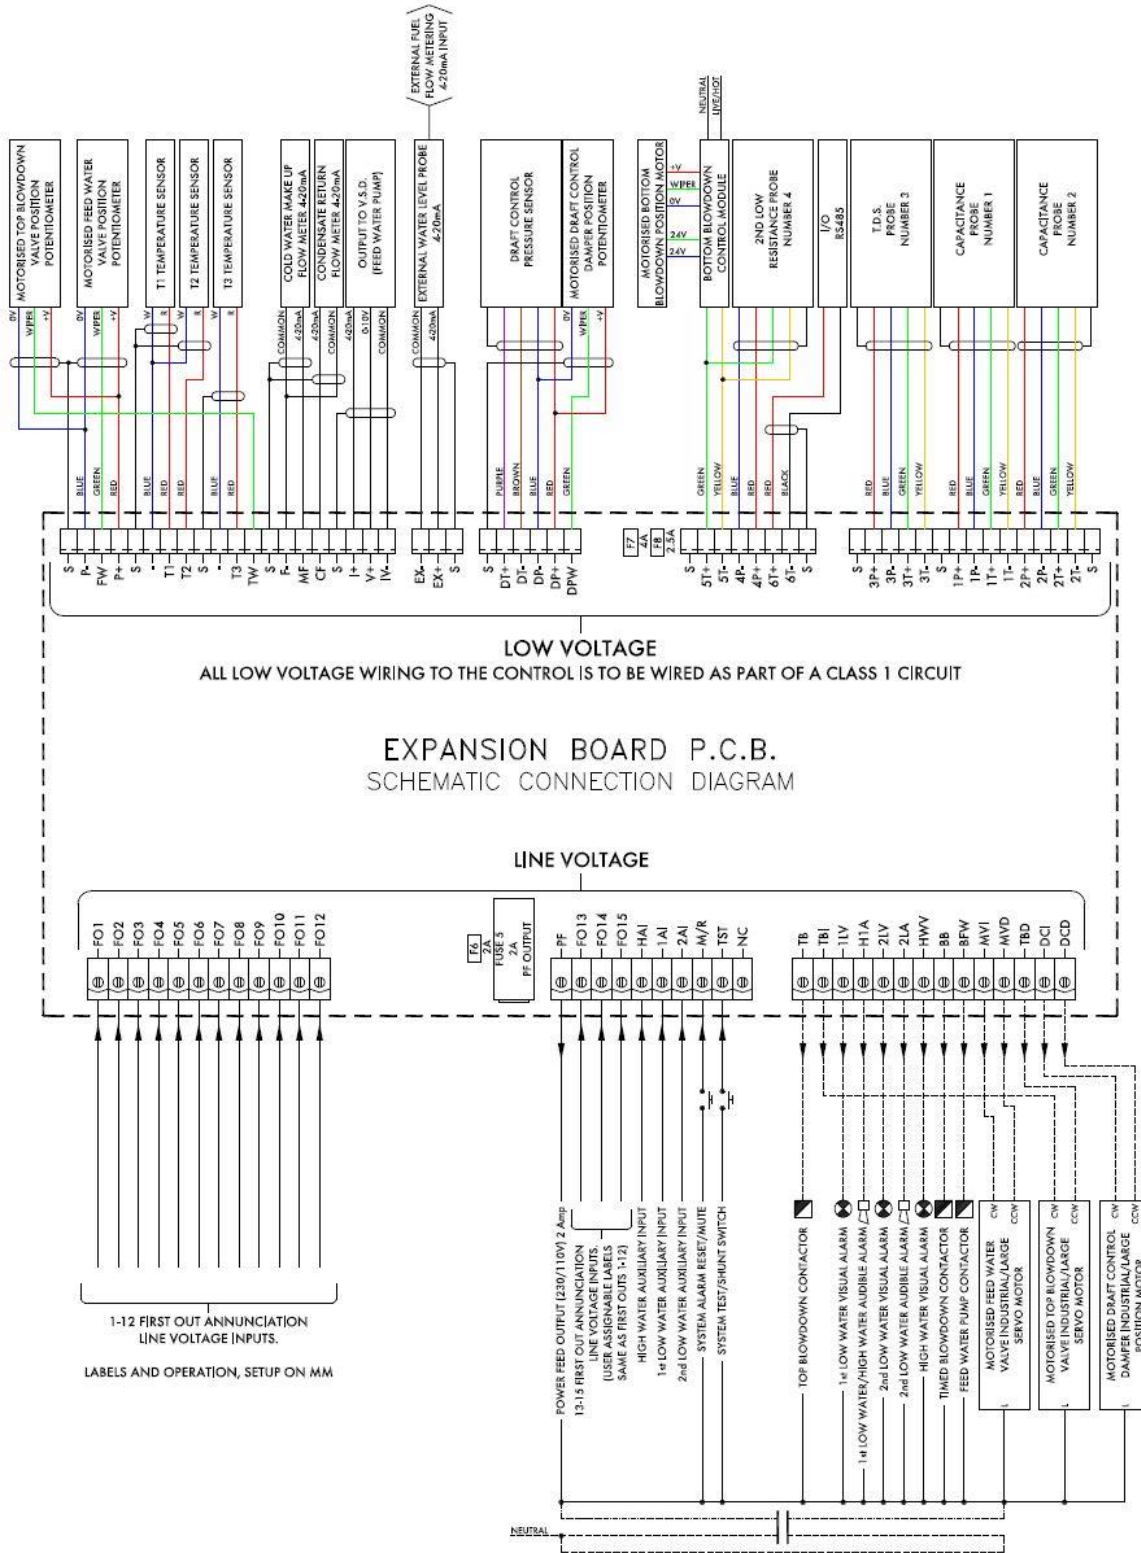 EXTERNAL FUEL
FLOW METERING
4-20mA INPUT
NEUTRAL
LIVE/HOT
MOTORISED TOP BLOWDOWN
VALVE POSITION
POTENTIOMETER
MOTORISED FEED WATER
VALVE POSITION
POTENTIOMETER
T1 TEMPERATURE SENSOR
T2 TEMPERATURE SENSOR
T3 TEMPERATURE SENSOR
COLD WATER MAKE UP
FLOW METER 4-20mA
CONDENSATE RETURN
FLOW METER 4-20mA
OUTPUT TO V.S.D.
(FEED WATER PUMP)
EXTERNAL WATER LEVEL PROBE
4-20mA
DRAFT CONTROL
PRESSURE SENSOR
MOTORISED DRAFT CONTROL
DAMPER POSITION
POTENTIOMETER
MOTORISED BOTTOM
BLOWDOWN POSITION MOTOR
+V
WIPER
0V
24V
24V
BOTTOM BLOWDOWN
CONTROL MODULE
2ND LOW
RESISTANCE PROBE
NUMBER 4
I/O
RS485
T.D.S.
PROBE
NUMBER 3
CAPACITANCE
PROBE
NUMBER 1
CAPACITANCE
PROBE
NUMBER 2
0V
WIPER
+V
0V
WIPER
+V
W
R
W
R
W
R
COMMON
4-20mA
4-20mA
COMMON
4-20mA
0-10V
COMMON
COMMON
4-20mA
0V
WIPER
+V
BLUE
GREEN
RED
BLUE
RED
RED
BLUE
RED
PURPLE
BROWN
BLUE
RED
GREEN
GREEN
YELLOW
BLUE
RED
RED
BLACK
RED
BLUE
GREEN
YELLOW
RED
BLUE
GREEN
YELLOW
RED
BLUE
GREEN
YELLOW
F7
4A
F8
2.5A
S
P-
FW
P+
S
-
T1
T2
S
-
T3
TW
S
F-
MF
CF
S
I+
V+
IV-
EX-
EX+
S
S
DT+
DT-
DP-
DP+
DPW
S
5T+
5T-
4P-
4P+
6T+
6T-
S
S
3P+
3P-
3T+
3T-
S
1P+
1P-
1T+
1T-
2P+
2P-
2T+
2T-
S
LOW VOLTAGE
ALL LOW VOLTAGE WIRING TO THE CONTROL IS TO BE WIRED AS PART OF A CLASS 1 CIRCUIT
EXPANSION BOARD P.C.B.
SCHEMATIC CONNECTION DIAGRAM
LINE VOLTAGE
FO1
FO2
FO3
FO4
FO5
FO6
FO7
FO8
FO9
FO10
FO11
FO12
F6
2A
FUSE 5
2A
PF OUTPUT
PF
FO13
FO14
FO15
HAI
1AI
2AI
M/R
TST
NC
TB
TBI
1LV
H1A
2LV
2LA
HWV
BB
BFW
MVI
MVD
TBD
DCI
DCD
1-12 FIRST OUT ANNUNCIATION
LINE VOLTAGE INPUTS.
LABELS AND OPERATION, SETUP ON MM
POWER FEED OUTPUT (230/110V) 2 Amp
13-15 FIRST OUT ANNUNCIATION
LINE VOLTAGE INPUTS.
(USER ASSIGNABLE LABELS
SAME AS FIRST OUTS 1-12)
HIGH WATER AUXILIARY INPUT
1st LOW WATER AUXILIARY INPUT
2nd LOW WATER AUXILIARY INPUT
SYSTEM ALARM RESET/MUTE
SYSTEM TEST/SHUNT SWITCH
TOP BLOWDOWN CONTACTOR
1st LOW WATER VISUAL ALARM
1st LOW WATER/HIGH WATER AUDIBLE ALARM
2nd LOW WATER VISUAL ALARM
2nd LOW WATER AUDIBLE ALARM
HIGH WATER VISUAL ALARM
TIMED BLOWDOWN CONTACTOR
FEED WATER PUMP CONTACTOR
CW
CCW
MOTORISED FEED WATER
VALVE INDUSTRIAL/LARGE
SERVO MOTOR
L
CW
CCW
MOTORISED TOP BLOWDOWN
VALVE INDUSTRIAL/LARGE
SERVO MOTOR
L
CW
CCW
MOTORISED DRAFT CONTROL
DAMPER INDUSTRIAL/LARGE
POSITION MOTOR
L
NEUTRAL